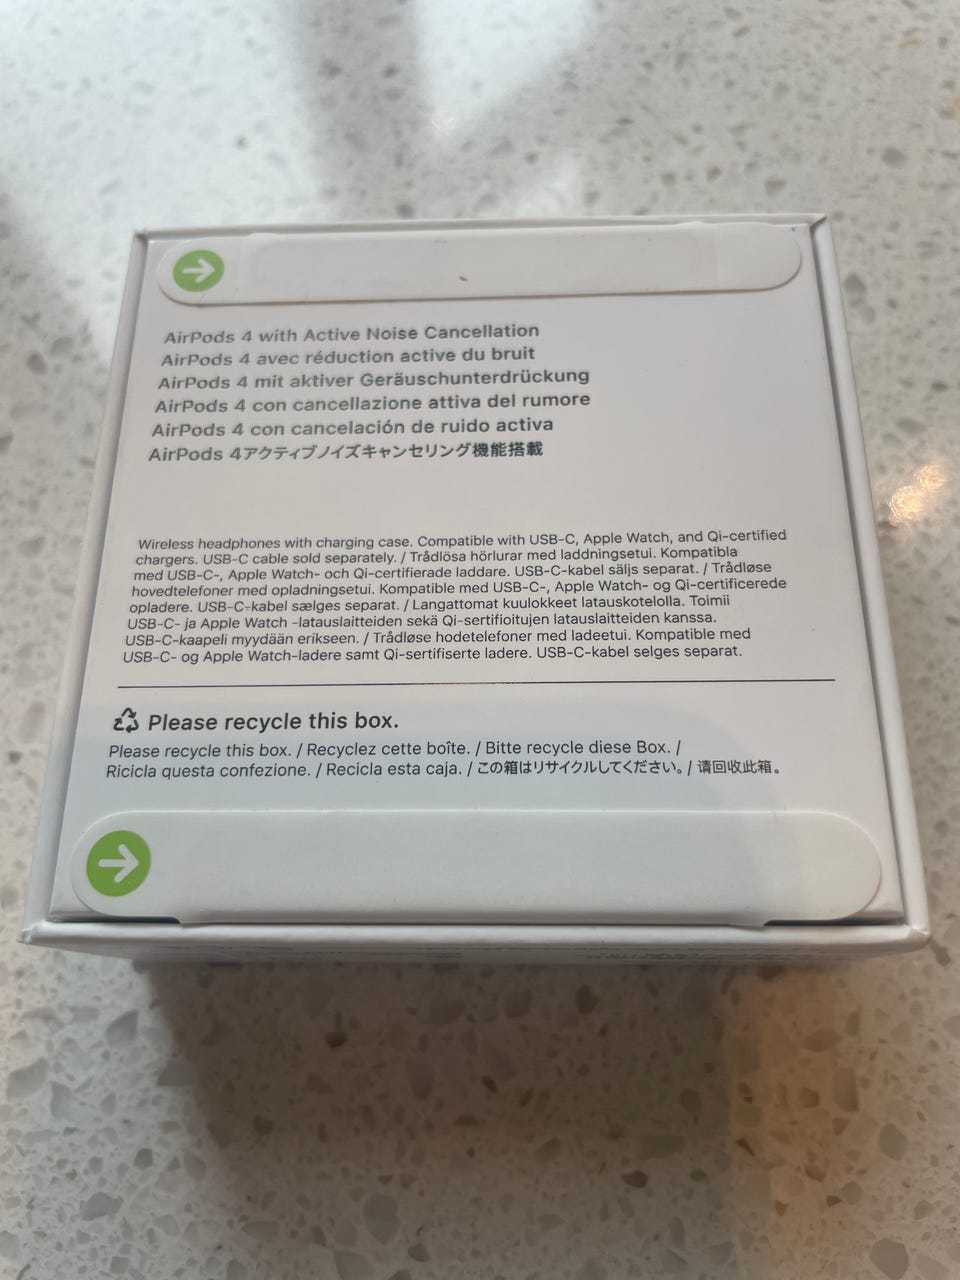 AirPods 4 with Active Noise Cancellation
AirPods 4 avec réduction active du bruit
AirPods 4 mit aktiver Geräuschunterdrückung
AirPods 4 con cancellazione attiva del rumore
AirPods 4 con cancelación de ruido activa
AirPods 4アクティブノイズキャンセリング機能搭載
Wireless headphones with charging case. Compatible with USB-C, Apple Watch, and Qi-certified
chargers. USB-C cable sold separately. / Trådlösa hörlurar med laddningsetui. Kompatibla
med USB-C-, Apple Watch- och Qi-certifierade laddare. USB-C-kabel säljs separat. / Trådløse
hovedtelefoner med opladningsetui. Kompatible med USB-C-, Apple Watch- og Qi-certificerede
opladere. USB-C-kabel sælges separat. / Langattomat kuulokkeet latauskotelolla. Toimii
USB-C- ja Apple Watch -latauslaitteiden sekä Qi-sertifioitujen latauslaitteiden kanssa.
USB-C-kaapeli myydään erikseen. / Trådløse hodetelefoner med ladeetui. Kompatible med
USB-C- og Apple Watch-ladere samt Qi-sertifiserte ladere. USB-C-kabel selges separat.
Please recycle this box.
Please recycle this box. / Recyclez cette boîte. / Bitte recycle diese Box. /
Ricicla questa confezione. / Recicla esta caja. / この箱はリサイクルしてください。/ 请回收此箱。